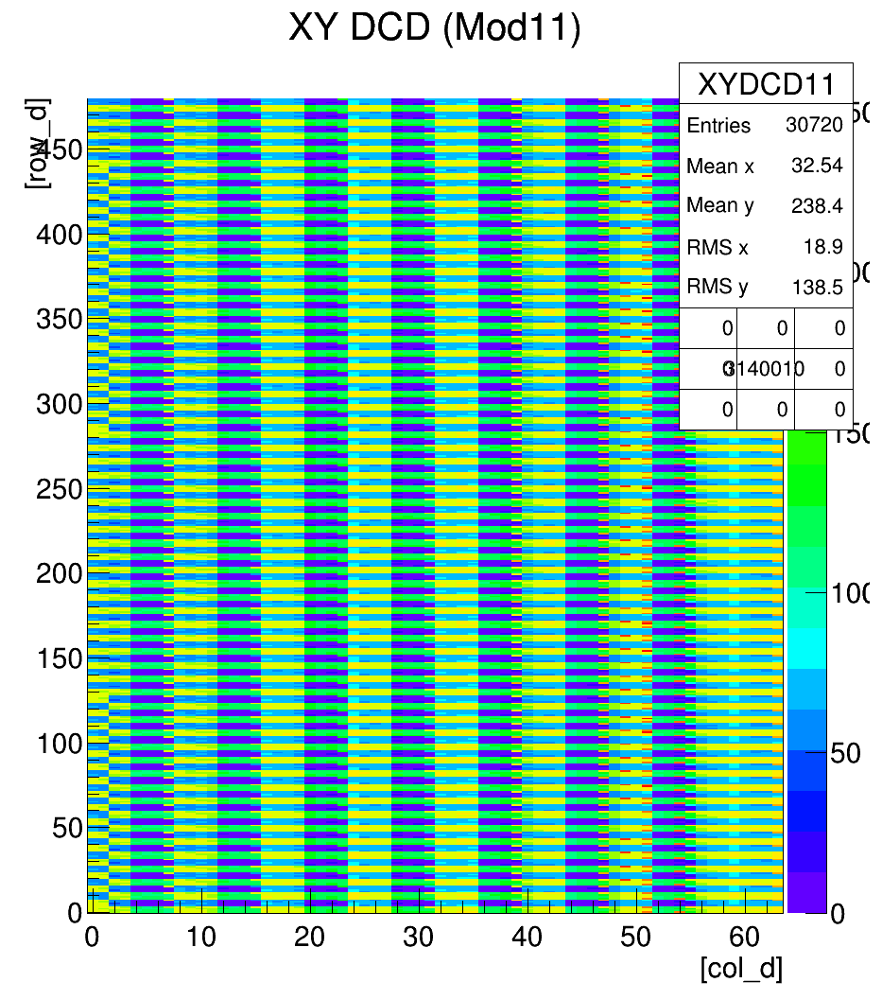 XY DCD (Mod11)
XYDCD11
Entries 30720
Mean x 32.54
Mean y 238.4
RMS x 18.9
RMS y 138.5
0 0 0
0 3140010 0
0 0 0
[row_d]
450
400
350
300
250
200
150
100
50
0
0 10 20 30 40 50 60
[col_d]
150
100
50
0